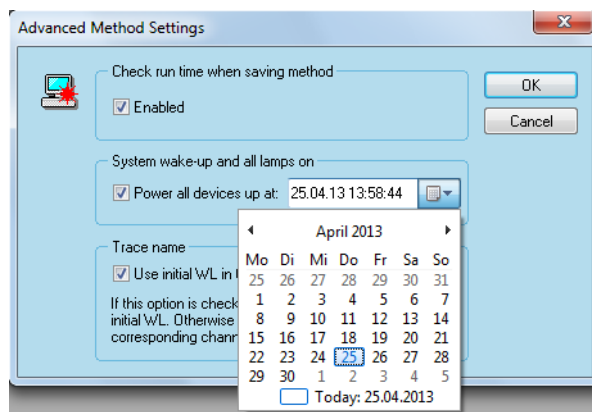 Advanced Method Settings
Check run time when saving method
Enabled
OK
Cancel
System wake-up and all lamps on
Power all devices up at: 25.04.13 13:58:44
April 2013
Mo Di Mi Do Fr Sa So
25 26 27 28 29 30 31
1 2 3 4 5 6 7
8 9 10 11 12 13 14
15 16 17 18 19 20 21
22 23 24 25 26 27 28
29 30 1 2 3 4 5
Today: 25.04.2013
Trace name
Use initial WL in
If this option is check
initial WL. Otherwise
corresponding chanr